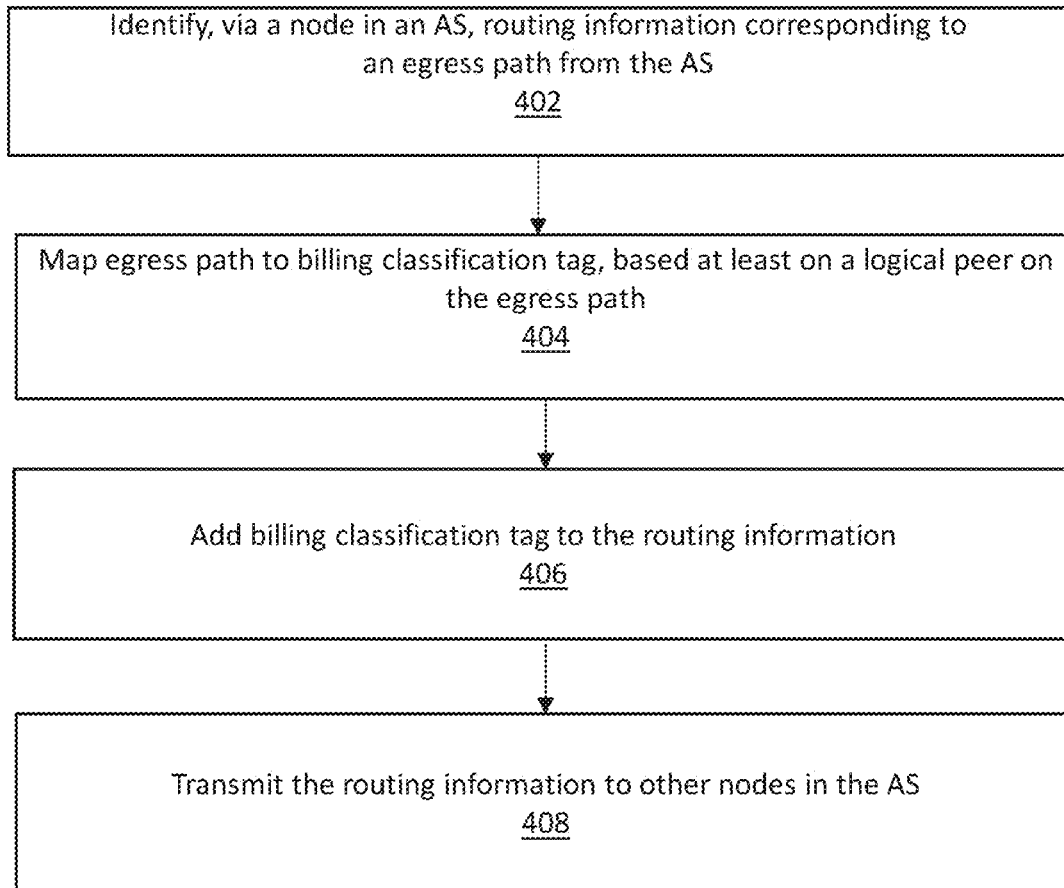 Identify, via a node in an AS, routing information corresponding to
an egress path from the AS
402
Map egress path to billing classification tag, based at least on a logical peer on
the egress path
404
Add billing classification tag to the routing information
406
Transmit the routing information to other nodes in the AS
408